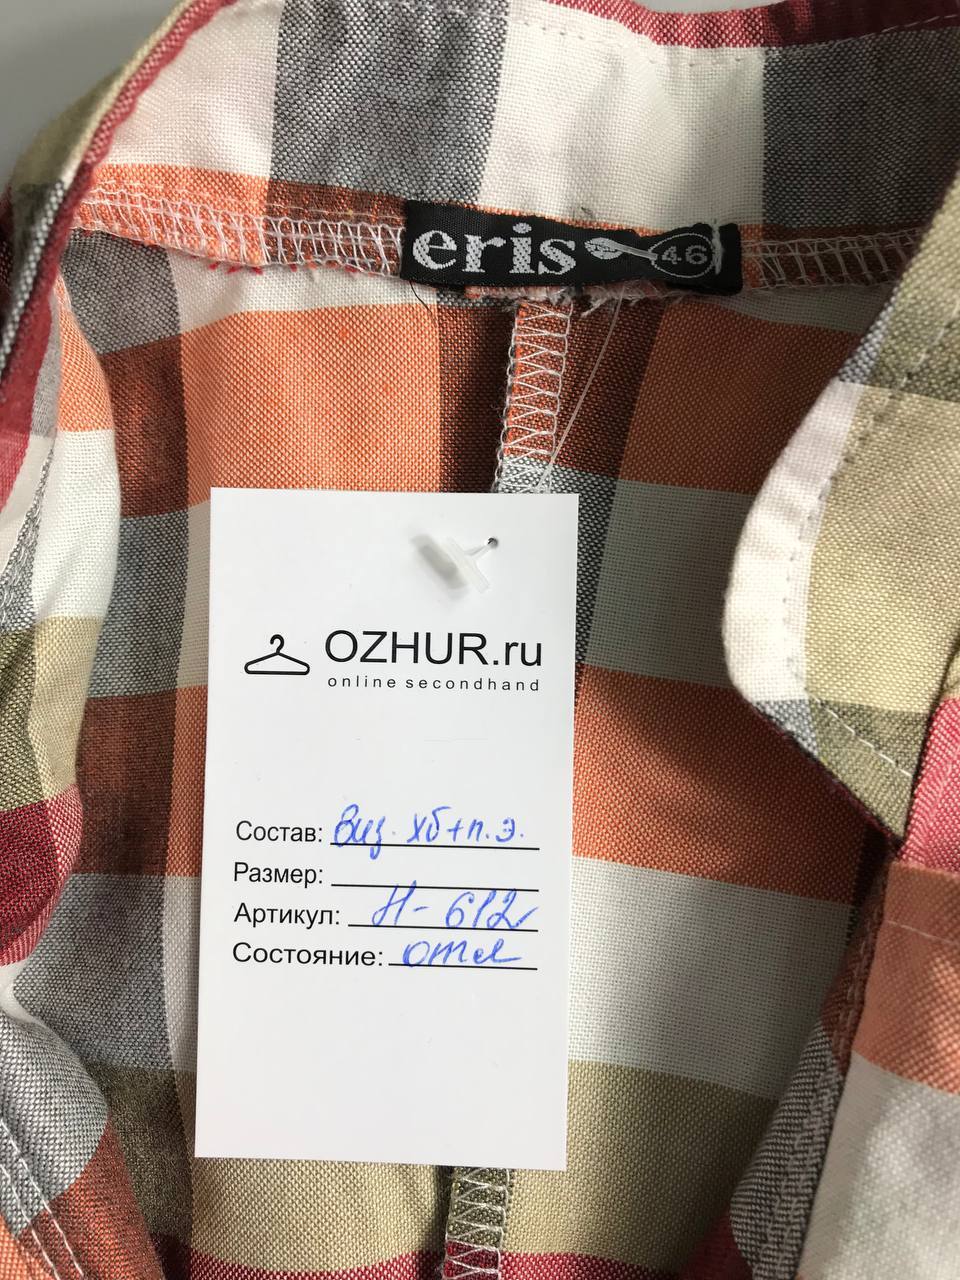 eris 46
OZHUR.ru
online secondhand
Состав: Виз. хб+п.э.
Размер:
Артикул: Н-612
Состояние: отл